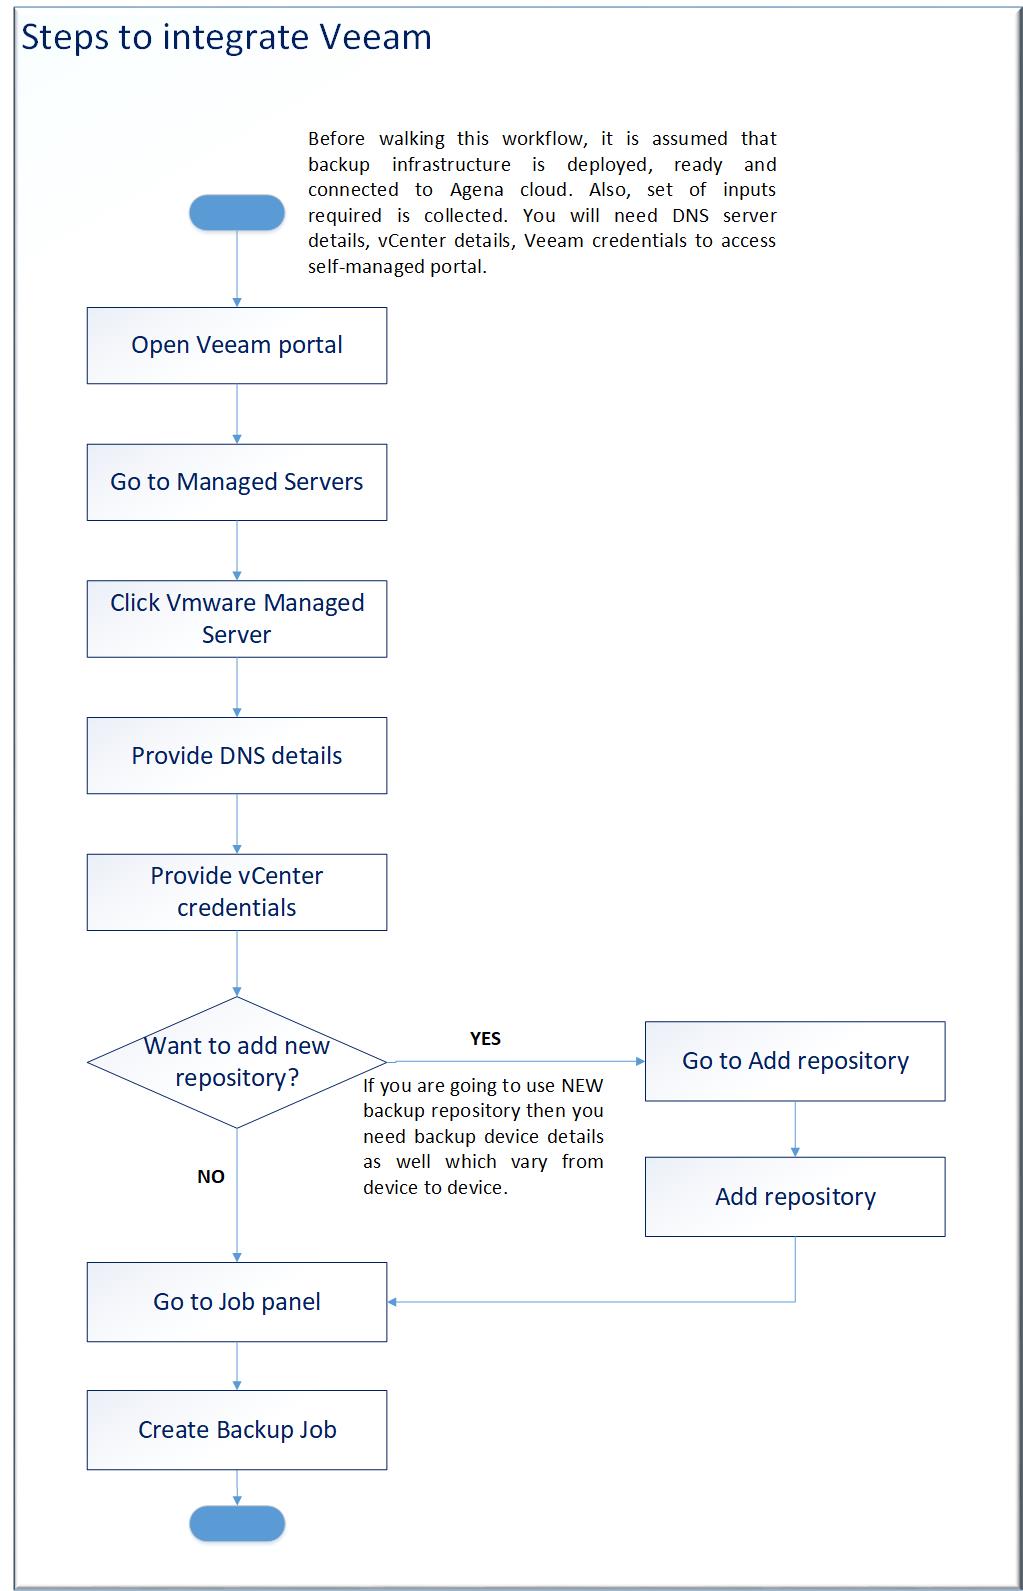 Steps to integrate Veeam
Before walking this workflow, it is assumed that
backup infrastructure is deployed, ready and
connected to Agena cloud. Also, set of inputs
required is collected. You will need DNS server
details, vCenter details, Veeam credentials to access
self-managed portal.
Open Veeam portal
Go to Managed Servers
Click Vmware Managed
Server
Provide DNS details
Provide vCenter
credentials
Want to add new
repository?
YES
If you are going to use NEW
backup repository then you
need backup device details
as well which vary from
device to device.
Go to Add repository
Add repository
NO
Go to Job panel
Create Backup Job